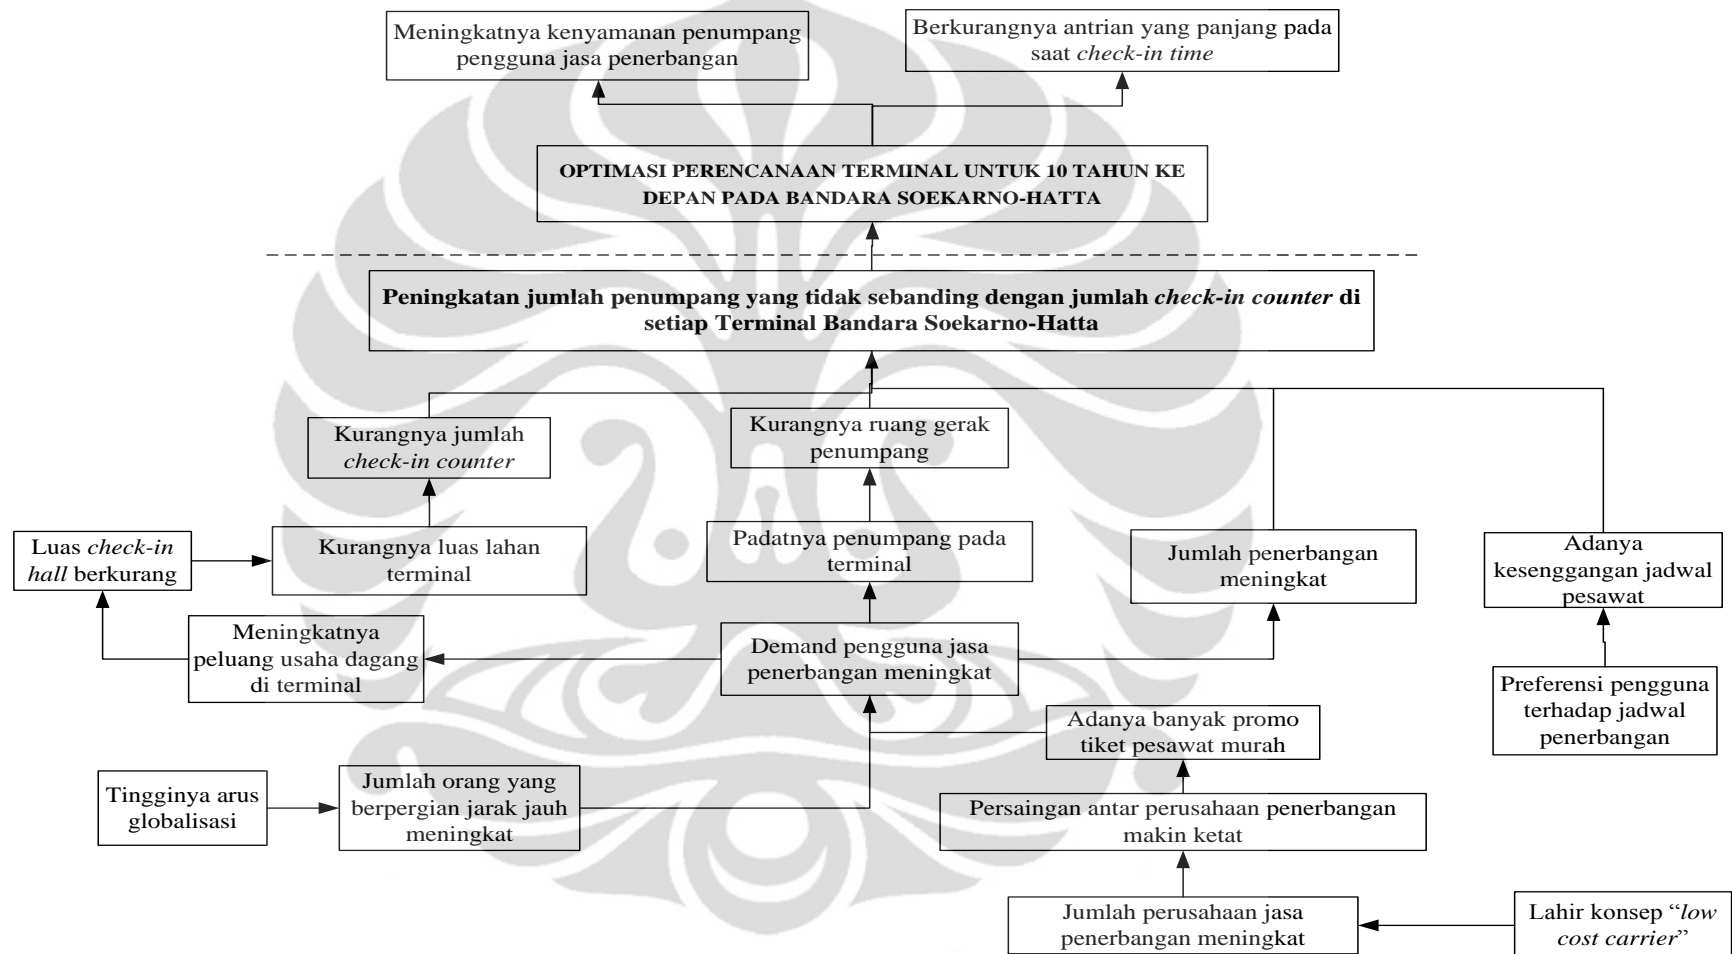 Meningkatnya kenyamanan penumpang
pengguna jasa penerbangan
Berkurangnya antrian yang panjang pada
saat check-in time
OPTIMASI PERENCANAAN TERMINAL UNTUK 10 TAHUN KE
DEPAN PADA BANDARA SOEKARNO-HATTA
Peningkatan jumlah penumpang yang tidak sebanding dengan jumlah check-in counter di
setiap Terminal Bandara Soekarno-Hatta
Kurangnya jumlah
check-in counter
Kurangnya ruang gerak
penumpang
Luas check-in
hall berkurang
Kurangnya luas lahan
terminal
Padatnya penumpang pada
terminal
Jumlah penerbangan
meningkat
Adanya
kesenggangan jadwal
pesawat
Meningkatnya
peluang usaha dagang
di terminal
Demand pengguna jasa
penerbangan meningkat
Preferensi pengguna
terhadap jadwal
penerbangan
Adanya banyak promo
tiket pesawat murah
Tingginya arus
globalisasi
Jumlah orang yang
berpergian jarak jauh
meningkat
Persaingan antar perusahaan penerbangan
makin ketat
Jumlah perusahaan jasa
penerbangan meningkat
Lahir konsep “low
cost carrier”